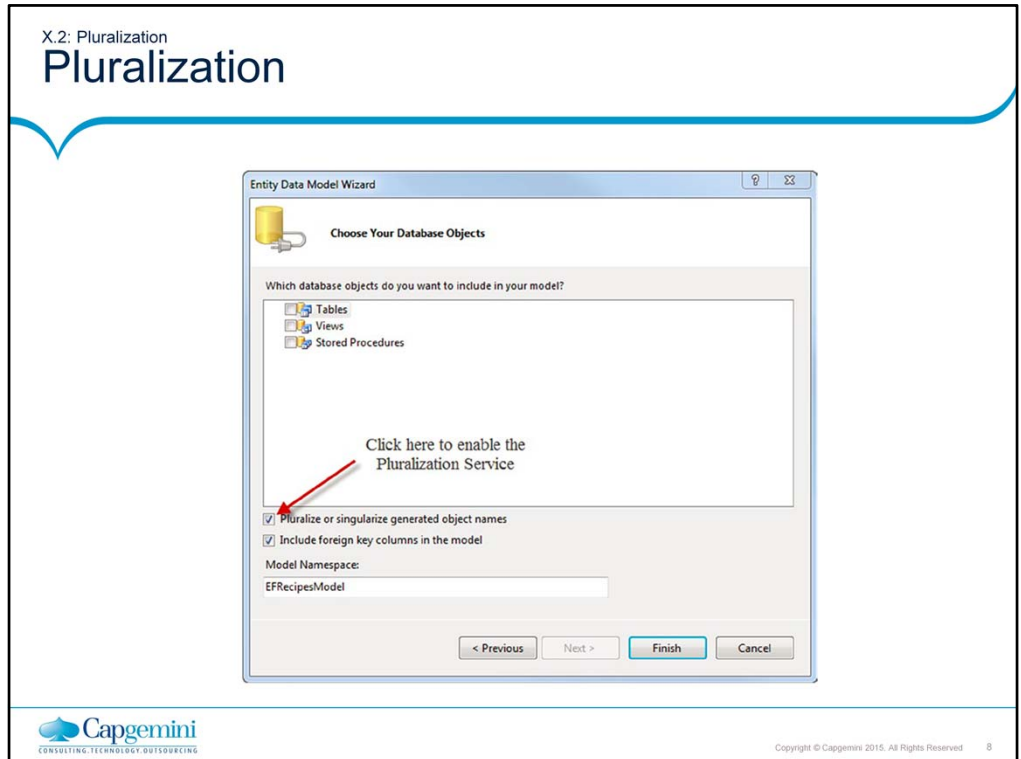 X.2: Pluralization
Pluralization
Entity Data Model Wizard
Choose Your Database Objects
Which database objects do you want to include in your model?
Tables
Views
Stored Procedures
Click here to enable the
Pluralization Service
Pluralize or singularize generated object names
Include foreign key columns in the model
Model Namespace:
EFRecipesModel
< Previous Next > Finish Cancel
Capgemini
CONSULTING.TECHNOLOGY.OUTSOURCING
Copyright © Capgemini 2015. All Rights Reserved 8